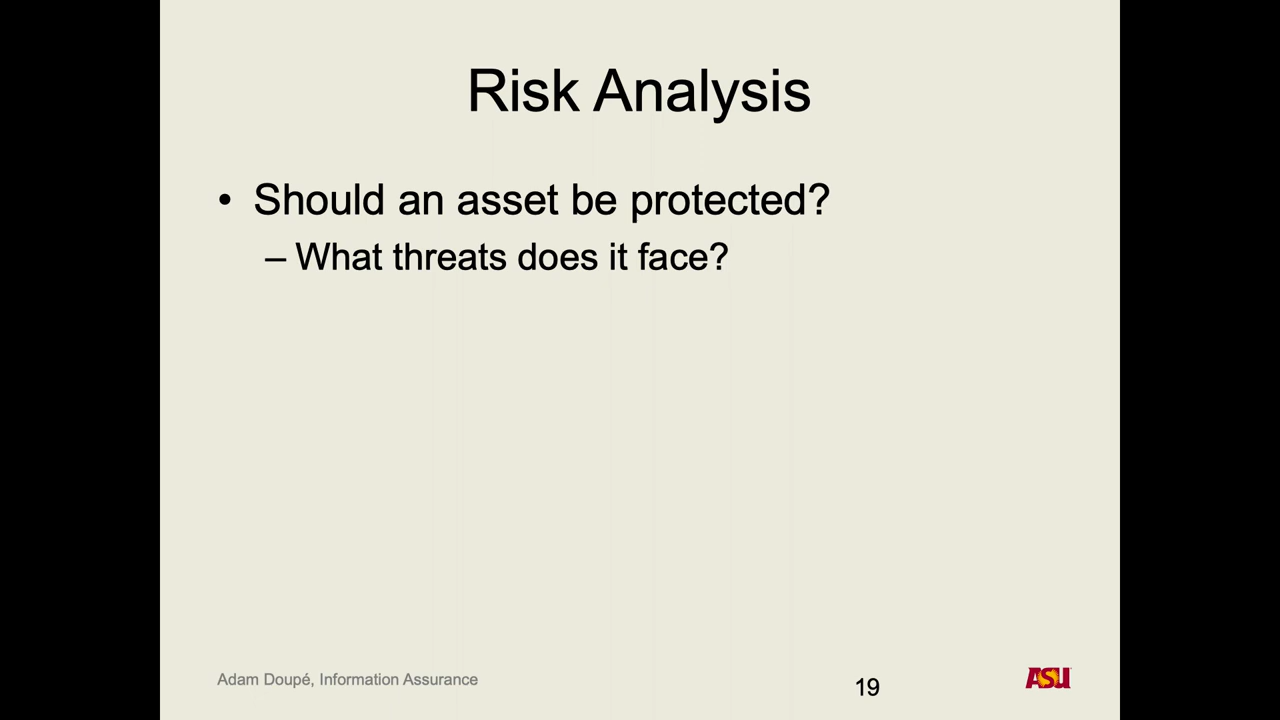 Risk Analysis
• Should an asset be protected?
– What threats does it face?
Adam Doupé, Information Assurance
19
ASU